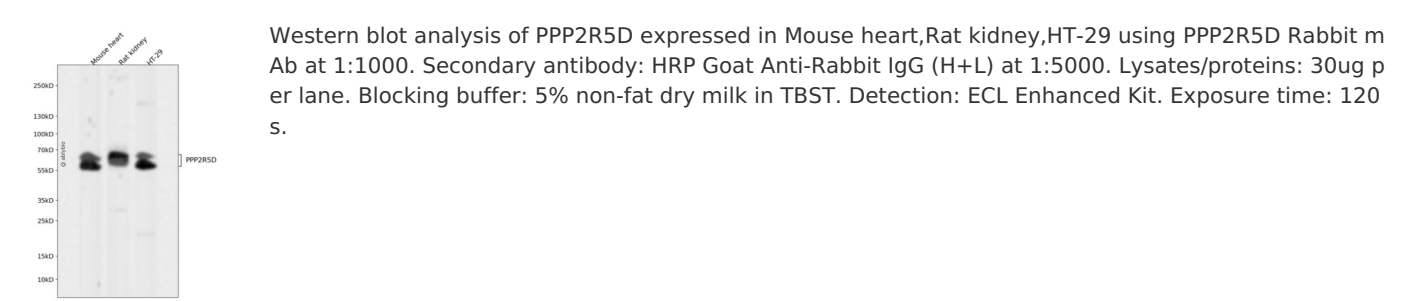 Mouse heart
Rat kidney
HT-29
250kD
130kD
100kD
70kD
55kD
35kD
25kD
15kD
10kD
@ abbybio
PPP2R5D
Western blot analysis of PPP2R5D expressed in Mouse heart,Rat kidney,HT-29 using PPP2R5D Rabbit m
Ab at 1:1000. Secondary antibody: HRP Goat Anti-Rabbit IgG (H+L) at 1:5000. Lysates/proteins: 30ug p
er lane. Blocking buffer: 5% non-fat dry milk in TBST. Detection: ECL Enhanced Kit. Exposure time: 120
s.